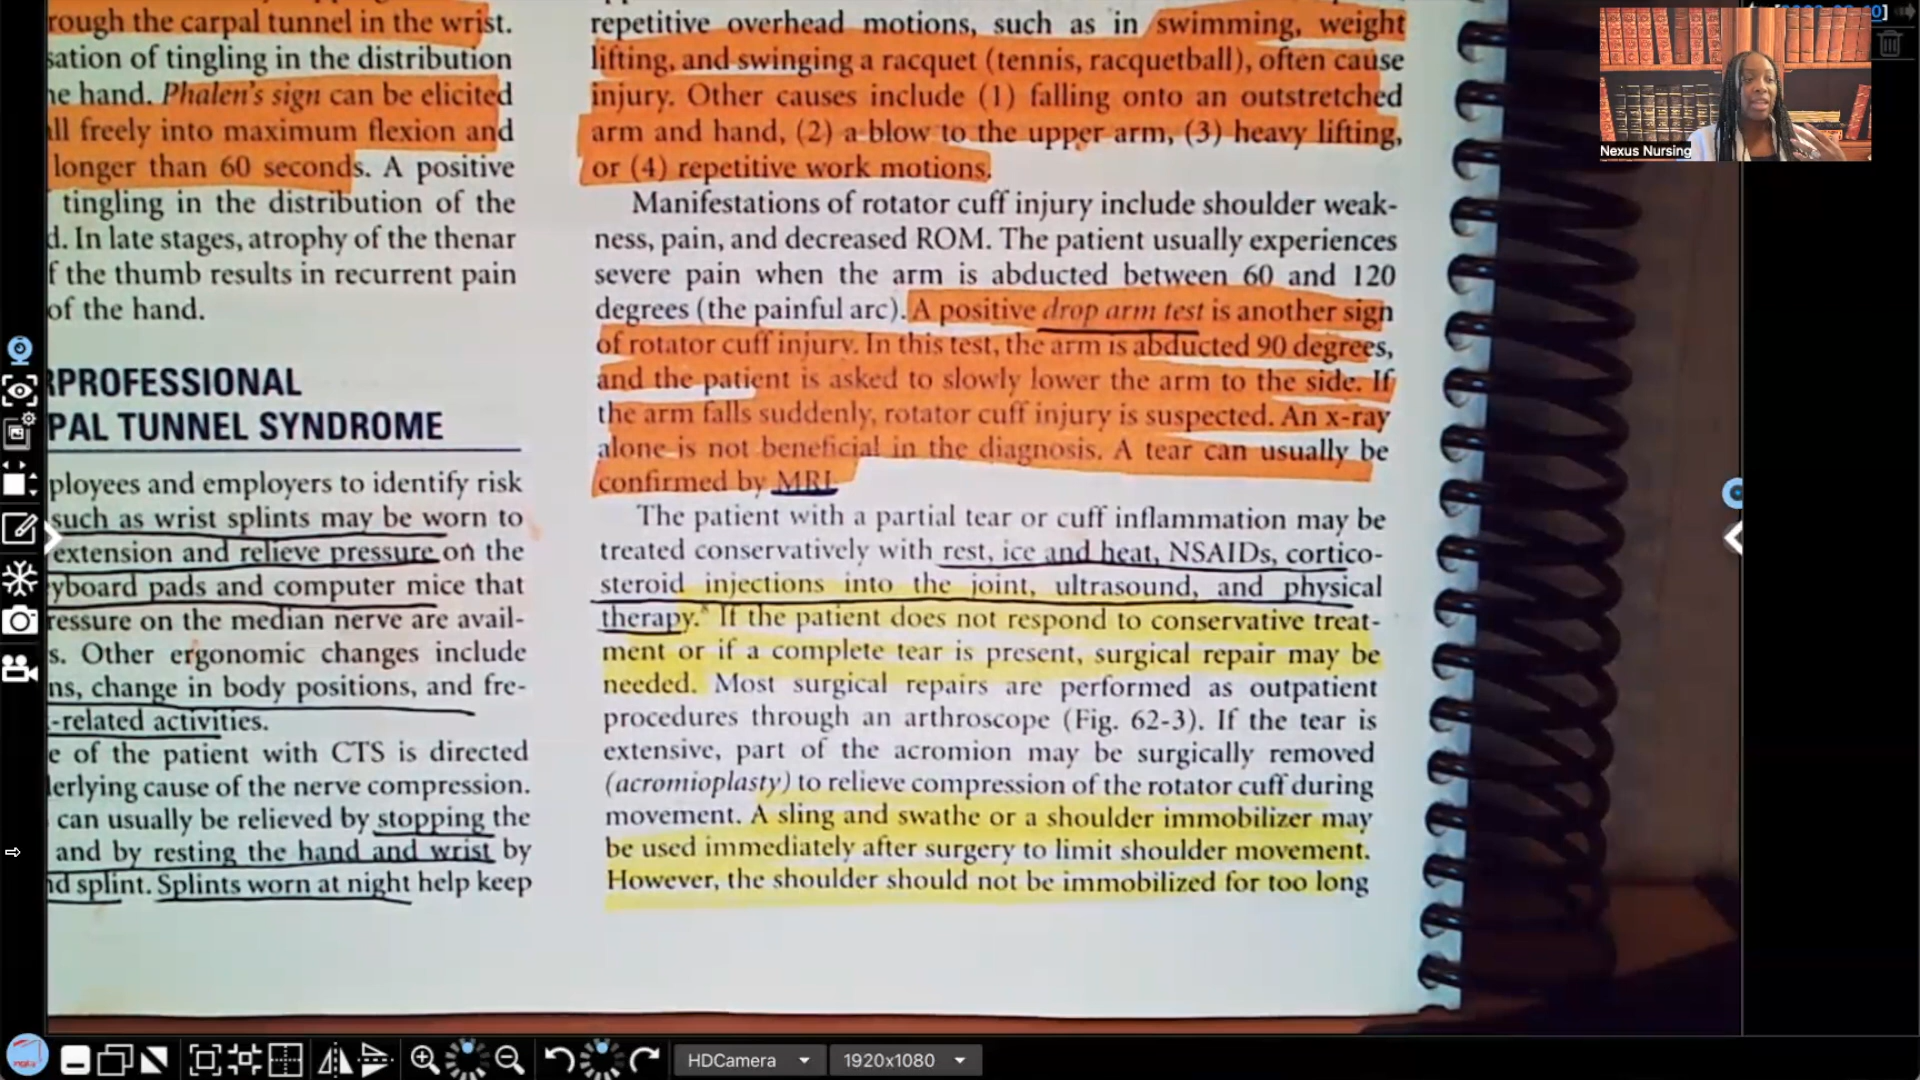 rough the carpal tunnel in the wrist.
sation of tingling in the distribution
he hand. Phalen's sign can be elicited
ll freely into maximum flexion and
longer than 60 seconds. A positive
tingling in the distribution of the
d. In late stages, atrophy of the thenar
f the thumb results in recurrent pain
of the hand.
RPROFESSIONAL
PAL TUNNEL SYNDROME
ployees and employers to identify risk
such as wrist splints may be worn to
extension and relieve pressure on the
yboard pads and computer mice that
ressure on the median nerve are avail-
s. Other ergonomic changes include
ns, change in body positions, and fre-
-related activities.
e of the patient with CTS is directed
lerlying cause of the nerve compression.
can usually be relieved by stopping the
and by resting the hand and wrist by
nd splint. Splints worn at night help keep
repetitive overhead motions, such as in swimming, weight
lifting, and swinging a racquet (tennis, racquetball), often cause
injury. Other causes include (1) falling onto an outstretched
arm and hand, (2) a blow to the upper arm, (3) heavy lifting,
or (4) repetitive work motions.
Manifestations of rotator cuff injury include shoulder weak-
ness, pain, and decreased ROM. The patient usually experiences
severe pain when the arm is abducted between 60 and 120
degrees (the painful arc). A positive drop arm test is another sign
of rotator cuff injury. In this test, the arm is abducted 90 degrees,
and the patient is asked to slowly lower the arm to the side. If
the arm falls suddenly, rotator cuff injury is suspected. An x-ray
alone is not beneficial in the diagnosis. A tear can usually be
confirmed by MRI.
The patient with a partial tear or cuff inflammation may be
treated conservatively with rest, ice and heat, NSAIDs, cortico-
steroid injections into the joint, ultrasound, and physical
therapy.⁸ If the patient does not respond to conservative treat-
ment or if a complete tear is present, surgical repair may be
needed. Most surgical repairs are performed as outpatient
procedures through an arthroscope (Fig. 62-3). If the tear is
extensive, part of the acromion may be surgically removed
(acromioplasty) to relieve compression of the rotator cuff during
movement. A sling and swathe or a shoulder immobilizer may
be used immediately after surgery to limit shoulder movement.
However, the shoulder should not be immobilized for too long
Nexus Nursing
HDCamera
1920x1080